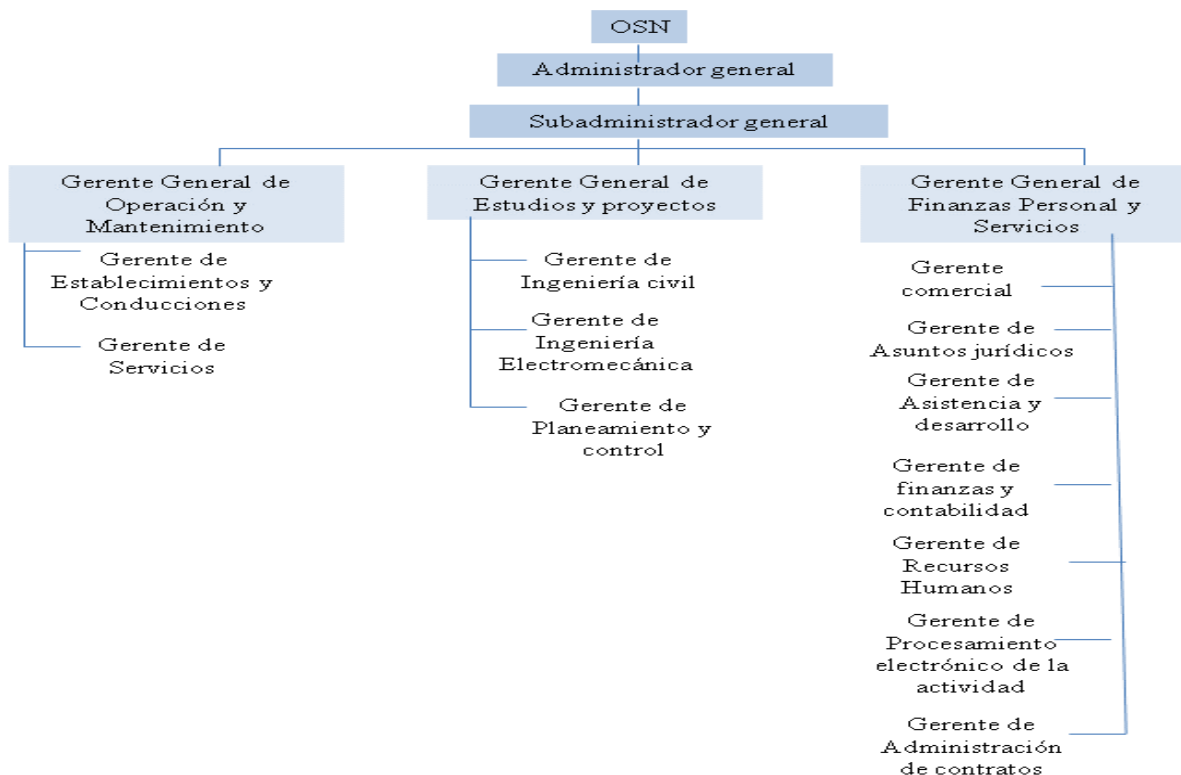 OSN
Administrador general
Subadministrador general
Gerente General de
Operación y
Mantenimiento
Gerente de
Establecimientos y
Conducciones
Gerente de
Servicios
Gerente General de
Estudios y proyectos
Gerente de
Ingeniería civil
Gerente de
Ingeniería
Electromecánica
Gerente de
Planeamiento y
control
Gerente General de
Finanzas Personal y
Servicios
Gerente
comercial
Gerente de
Asuntos jurídicos
Gerente de
Asistencia y
desarrollo
Gerente de
finanzas y
contabilidad
Gerente de
Recursos
Humanos
Gerente de
Procesamiento
electrónico de la
actividad
Gerente de
Administración
de contratos